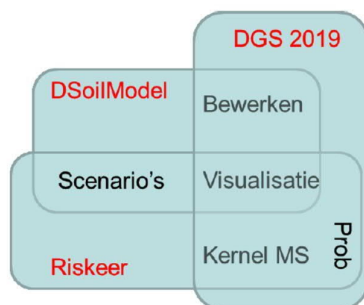 DGS 2019
DSoilModel
Bewerken
Scenario's
Visualisatie
Prob
Kernel MS
Riskeer